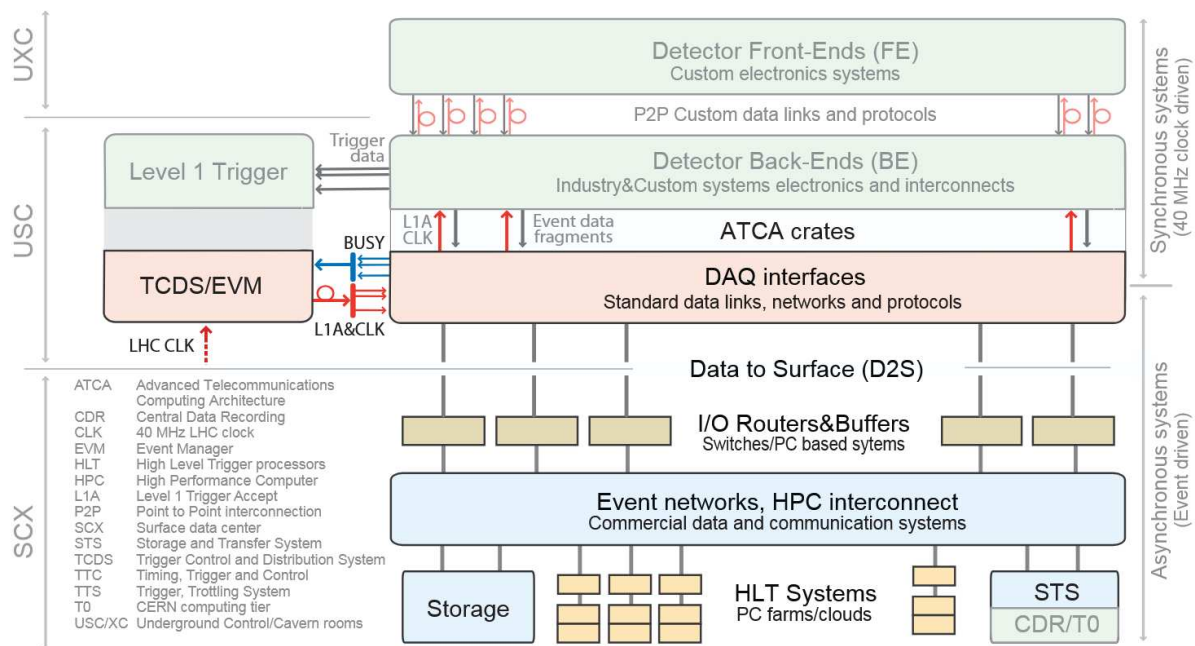 UXC
Detector Front-Ends (FE)
Custom electronics systems
P2P Custom data links and protocols
Synchronous systems
(40 MHz clock driven)
USC
Level 1 Trigger
Trigger
data
Detector Back-Ends (BE)
Industry&Custom systems electronics and interconnects
L1A
CLK
Event data
fragments
ATCA crates
BUSY
TCDS/EVM
DAQ interfaces
Standard data links, networks and protocols
L1A&CLK
LHC CLK
Data to Surface (D2S)
SCX
ATCA Advanced Telecommunications
Computing Architecture
CDR Central Data Recording
CLK 40 MHz LHC clock
EVM Event Manager
HLT High Level Trigger processors
HPC High Performance Computer
L1A Level 1 Trigger Accept
P2P Point to Point interconnection
SCX Surface data center
STS Storage and Transfer System
TCDS Trigger Control and Distribution System
TTC Timing, Trigger and Control
TTS Trigger, Trottling System
T0 CERN computing tier
USC/XC Underground Control/Cavern rooms
I/O Routers&Buffers
Switches/PC based sytems
Event networks, HPC interconnect
Commercial data and communication systems
Asynchronous systems
(Event driven)
Storage
HLT Systems
PC farms/clouds
STS
CDR/T0